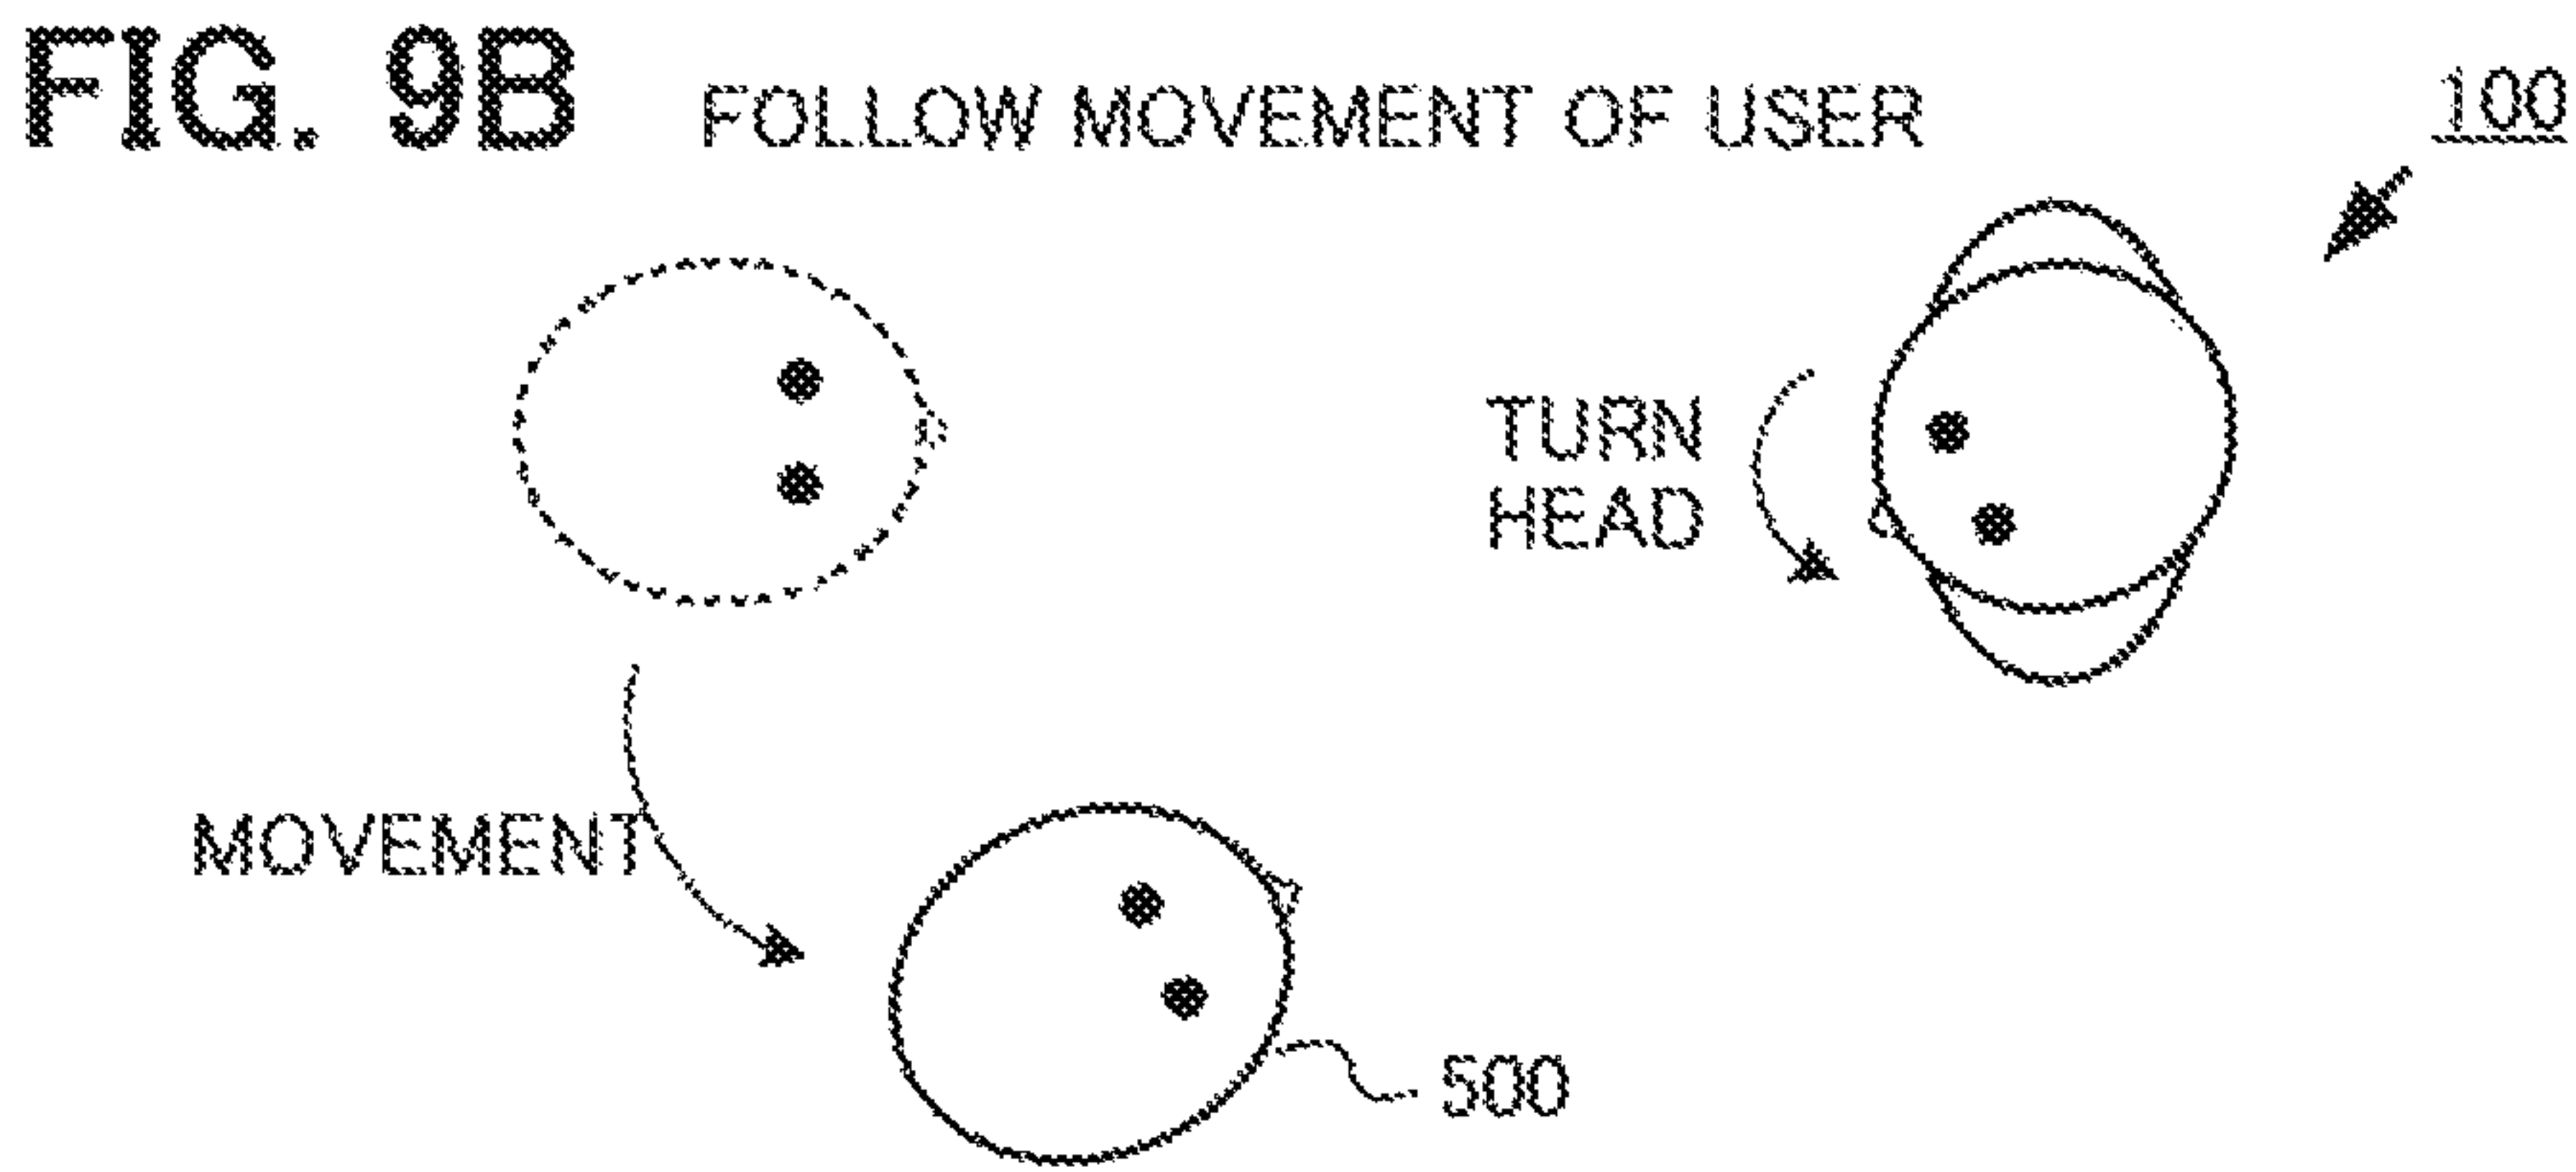 FIG. 9B FOLLOW MOVEMENT OF USER
100
TURN
HEAD
MOVEMENT
500